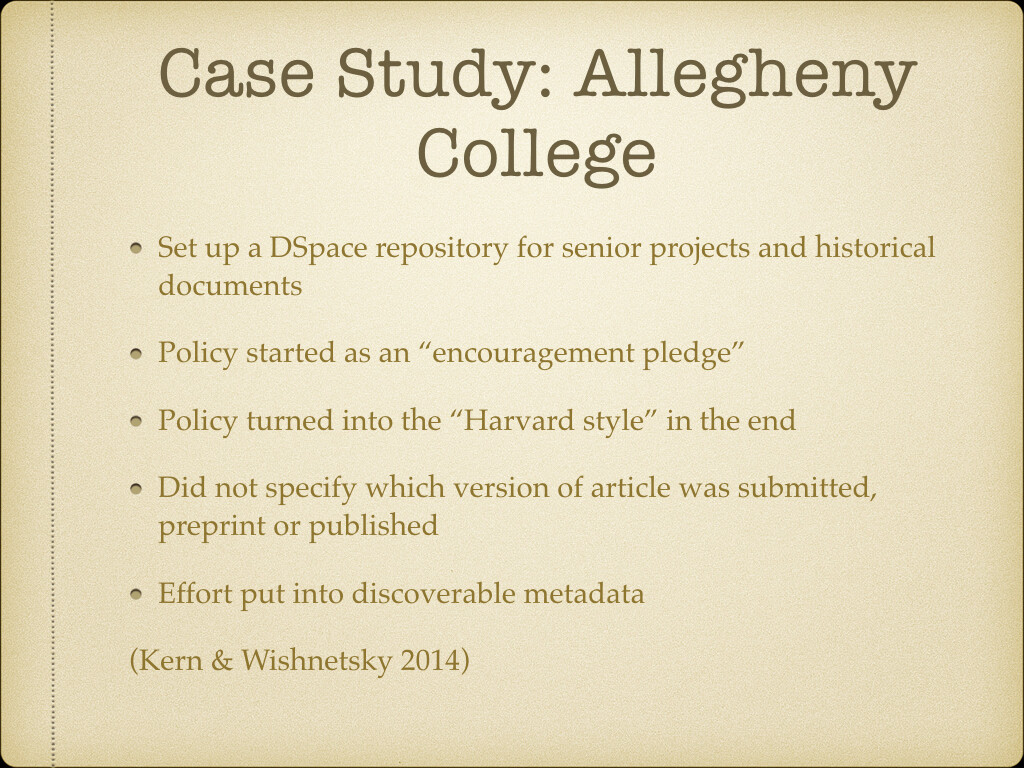 Case Study: Allegheny
College
• Set up a DSpace repository for senior projects and historical
documents
• Policy started as an “encouragement pledge”
• Policy turned into the “Harvard style” in the end
• Did not specify which version of article was submitted,
preprint or published
• Effort put into discoverable metadata
(Kern & Wishnetsky 2014)